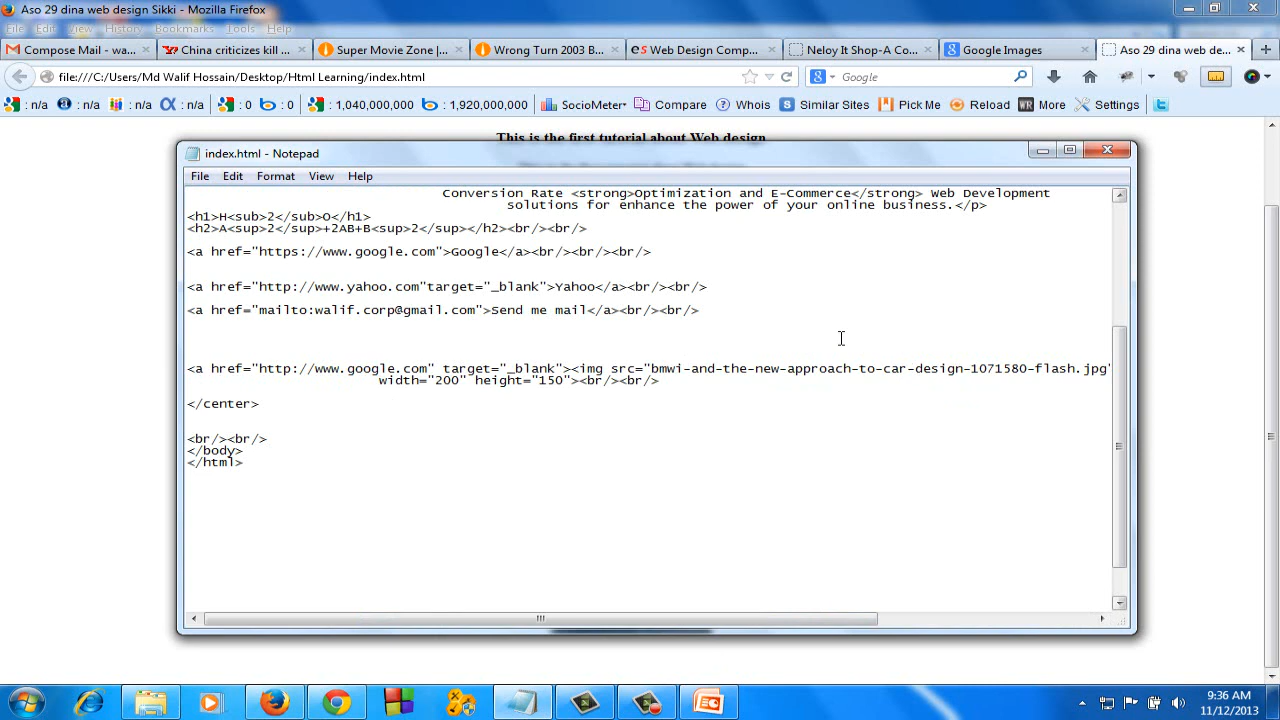 Aso 29 dina web design Sikki - Mozilla Firefox
File Edit View History Bookmarks Tools Help
Compose Mail - wa...
China criticizes kill ...
Super Movie Zone |...
Wrong Turn 2003 B...
es Web Design Comp...
Neloy It Shop-A Co...
Google Images
Aso 29 dina web de...
file:///C:/Users/Md Walif Hossain/Desktop/Html Learning/index.html
Google
: n/a : n/a : n/a : n/a : 0 : 0 : 1,040,000,000 : 1,920,000,000 SocioMeter Compare Whois Similar Sites Pick Me Reload WR More Settings
This is the first tutorial about Web design
index.html - Notepad
File Edit Format View Help
Conversion Rate <strong>Optimization and E-Commerce</strong> Web Development
solutions for enhance the power of your online business.</p>
<h1>H<sub>2</sub>O</h1>
<h2>A<sup>2</sup>+2AB+B<sup>2</sup></h2><br/><br/>
<a href="https://www.google.com">Google</a><br/><br/><br/>
<a href="http://www.yahoo.com"target="_blank">Yahoo</a><br/><br/>
<a href="mailto:walif.corp@gmail.com">Send me mail</a><br/><br/>
<a href="http://www.google.com" target="_blank"><img src="bmwi-and-the-new-approach-to-car-design-1071580-flash.jpg"
width="200" height="150"><br/><br/>
</center>
<br/><br/>
</body>
</html>
9:36 AM
11/12/2013